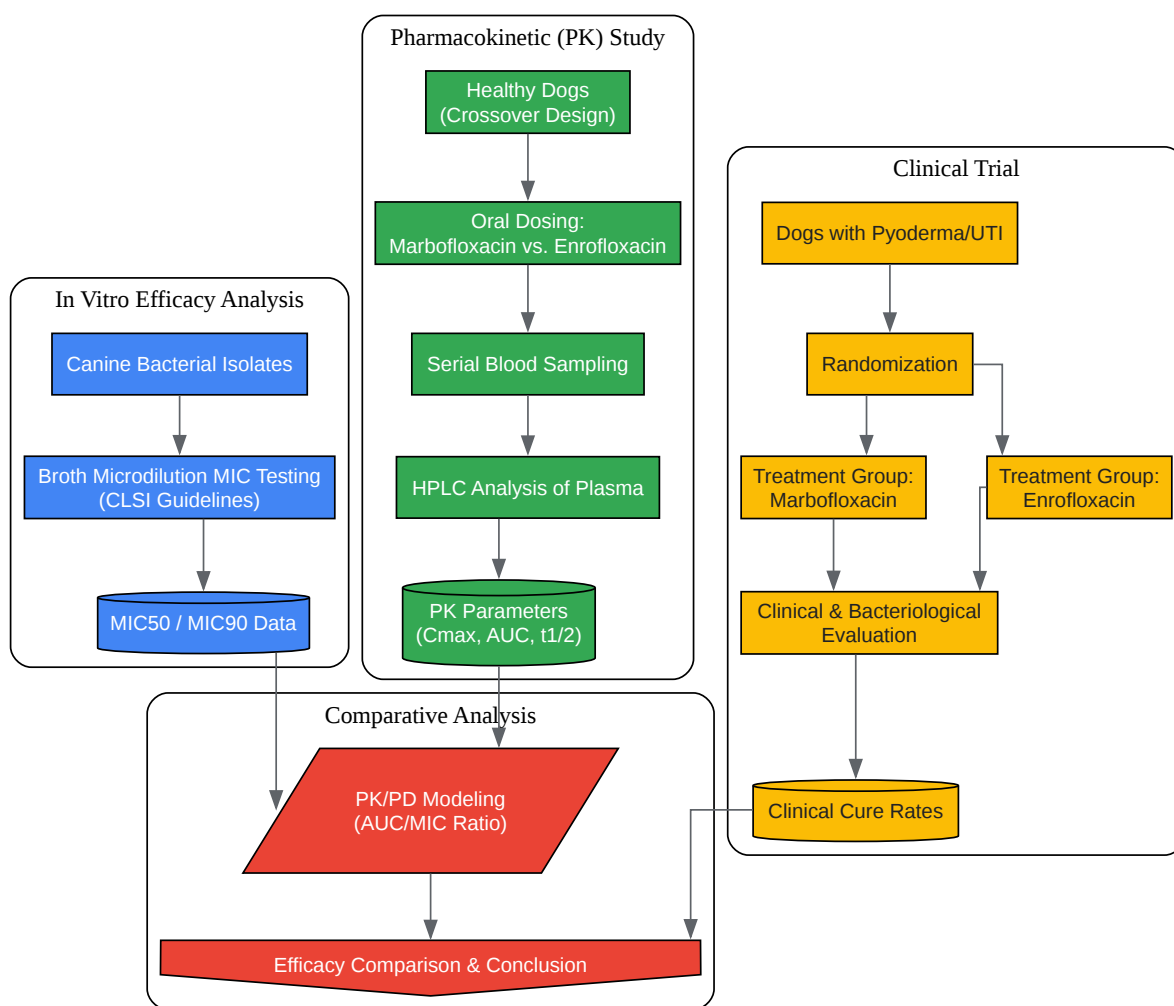 Pharmacokinetic (PK) Study
Healthy Dogs
(Crossover Design)
Oral Dosing:
Marbofloxacin vs. Enrofloxacin
Serial Blood Sampling
HPLC Analysis of Plasma
PK Parameters
(Cmax, AUC, t1/2)
In Vitro Efficacy Analysis
Canine Bacterial Isolates
Broth Microdilution MIC Testing
(CLSI Guidelines)
MIC50 / MIC90 Data
Clinical Trial
Dogs with Pyoderma/UTI
Randomization
Treatment Group:
Marbofloxacin
Treatment Group:
Enrofloxacin
Clinical & Bacteriological
Evaluation
Clinical Cure Rates
Comparative Analysis
PK/PD Modeling
(AUC/MIC Ratio)
Efficacy Comparison & Conclusion